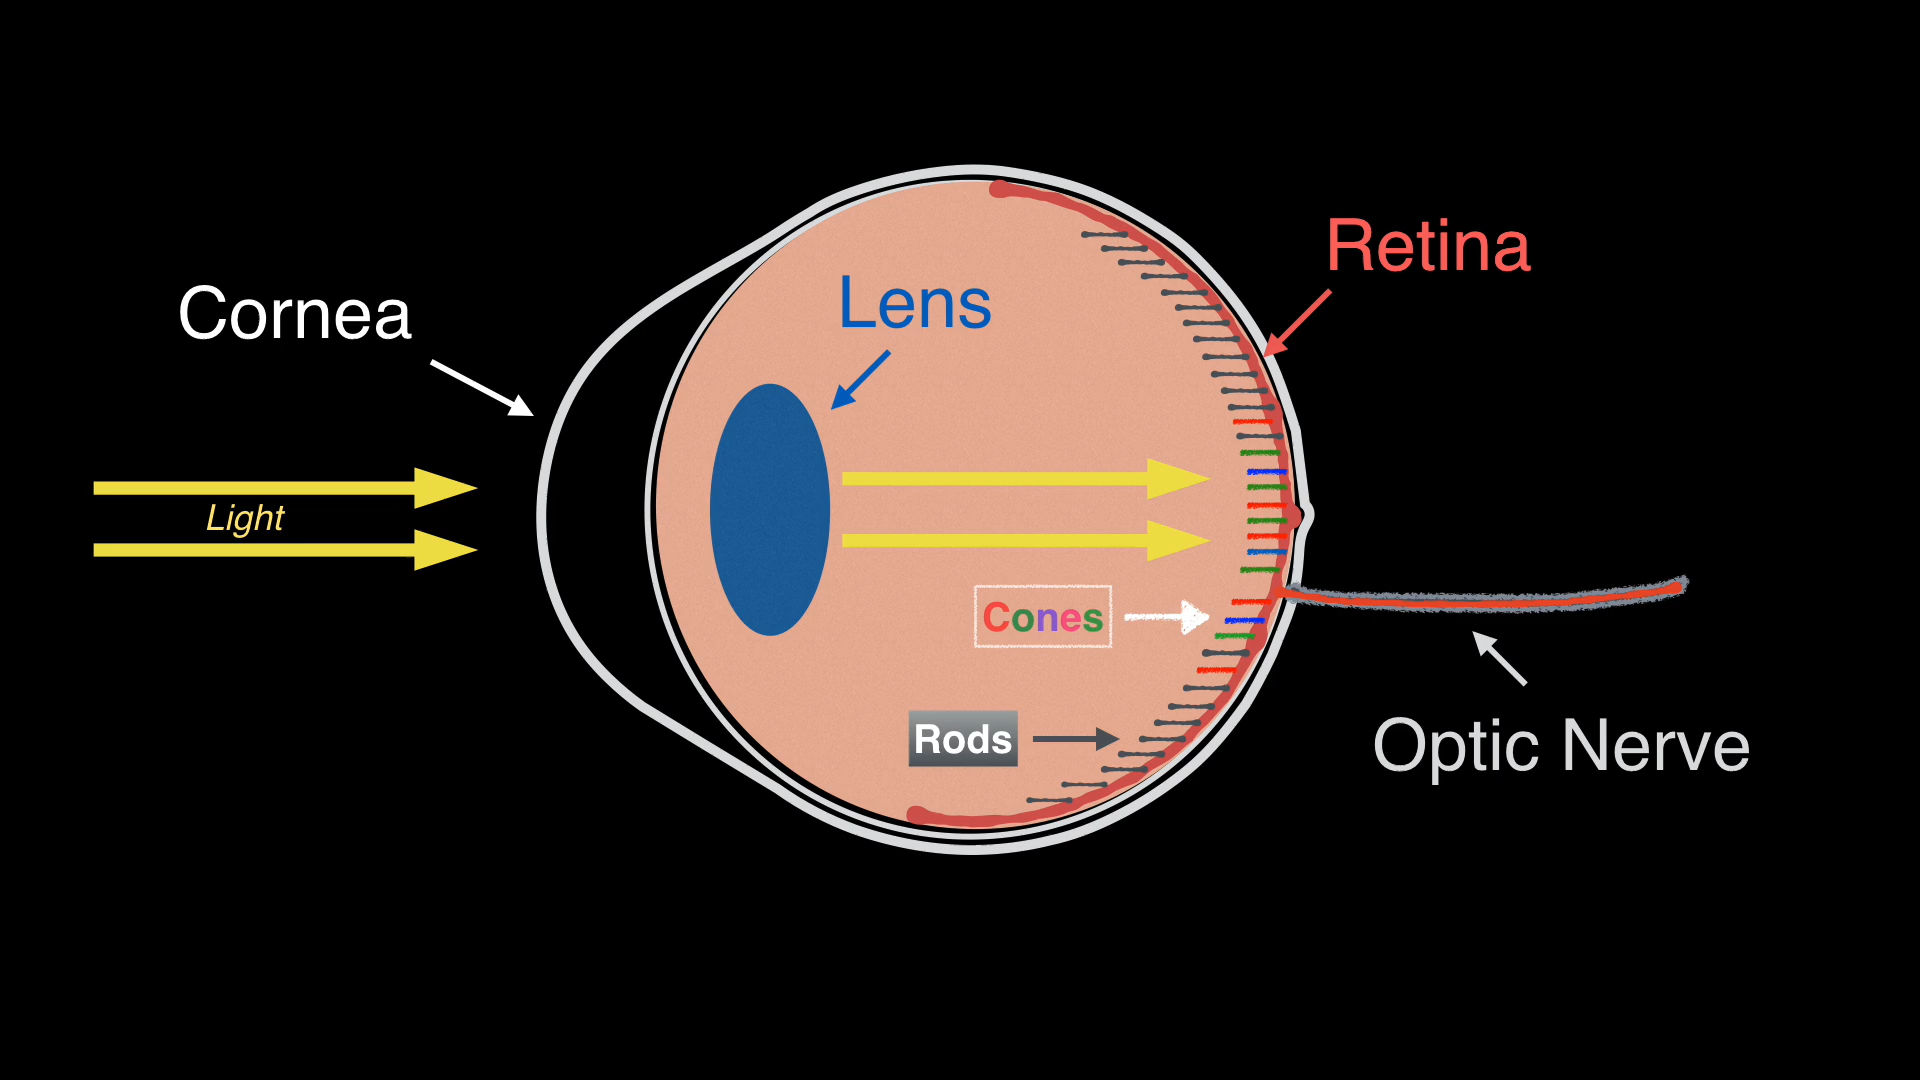 Cornea
Light
Lens
Retina
Cones
Rods
Optic Nerve